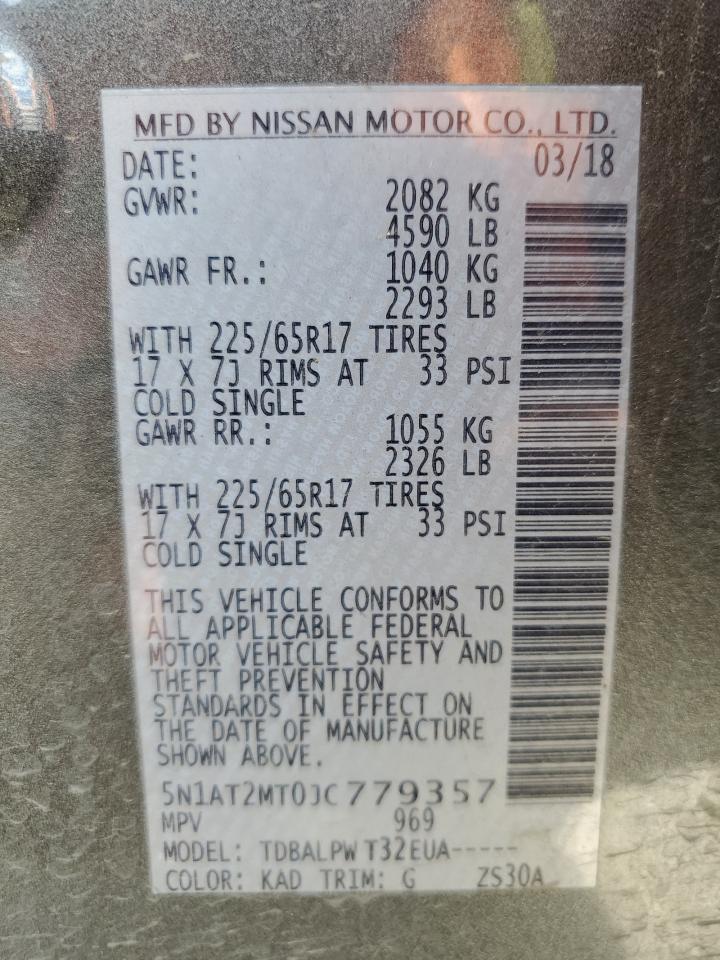 MFD BY NISSAN MOTOR CO., LTD.
DATE: 03/18
GVWR: 2082 KG
4590 LB
GAWR FR.: 1040 KG
2293 LB
WITH 225/65R17 TIRES
17 X 7J RIMS AT 33 PSI
COLD SINGLE
GAWR RR.: 1055 KG
2326 LB
WITH 225/65R17 TIRES
17 X 7J RIMS AT 33 PSI
COLD SINGLE
THIS VEHICLE CONFORMS TO
ALL APPLICABLE FEDERAL
MOTOR VEHICLE SAFETY AND
THEFT PREVENTION
STANDARDS IN EFFECT ON
THE DATE OF MANUFACTURE
SHOWN ABOVE.
5N1AT2MT0JC779357
MPV 969
MODEL: TDBALPW T32EUA-----
COLOR: KAD TRIM: G ZS30A